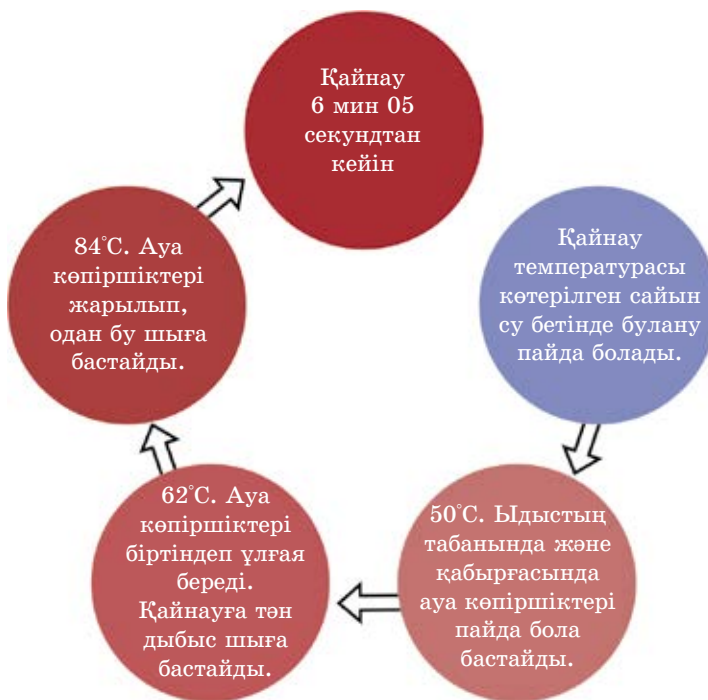 Қайнау
6 мин 05
секундтан
кейін
Қайнау
температурасы
көтерілген сайын
су бетінде булану
пайда болады.
50°С. Ыдыстың
табанында және
қабырғасында
ауа көпіршіктері
пайда бола
бастайды.
62°С. Ауа
көпіршіктері
біртіндеп ұлғая
береді.
Қайнауға тән
дыбыс шыға
бастайды.
84°С. Ауа
көпіршіктері
жарылып,
одан бу шыға
бастайды.